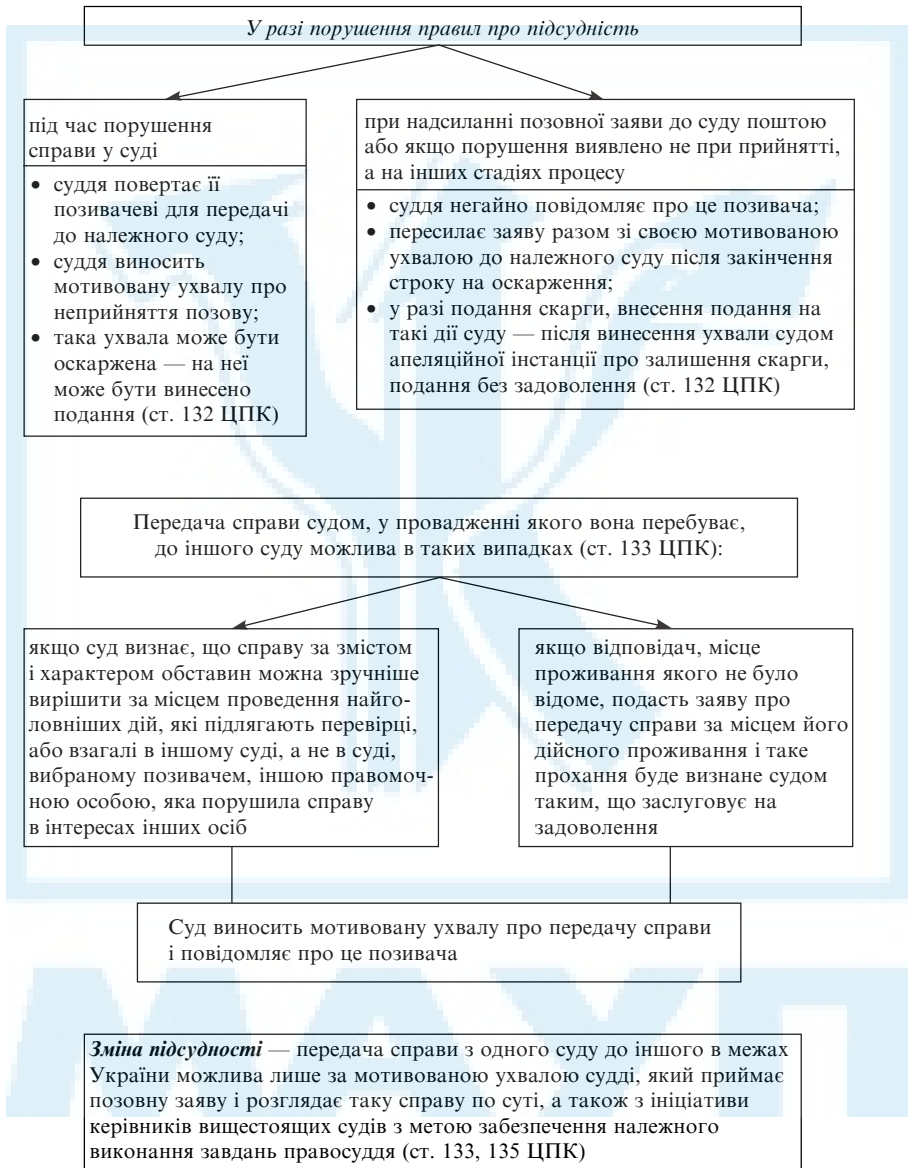 У разі порушення правил про підсудність
під час порушення
справи у суді
• суддя повертає її
позивачеві для передачі
до належного суду;
• суддя виносить
мотивовану ухвалу про
неприйняття позову;
• така ухвала може бути
оскаржена — на неї
може бути винесено
подання (ст. 132 ЦПК)
при надсиланні позовної заяви до суду поштою
або якщо порушення виявлено не при прийнятті,
а на інших стадіях процесу
• суддя негайно повідомляє про це позивача;
• пересилає заяву разом зі своєю мотивованою
ухвалою до належного суду після закінчення
строку на оскарження;
• у разі подання скарги, внесення подання на
такі дії суду — після винесення ухвали судом
апеляційної інстанції про залишення скарги,
подання без задоволення (ст. 132 ЦПК)
Передача справи судом, у провадженні якого вона перебуває,
до іншого суду можлива в таких випадках (ст. 133 ЦПК):
якщо суд визнає, що справу за змістом
і характером обставин можна зручніше
вирішити за місцем проведення найго-
ловніших дій, які підлягають перевірці,
або взагалі в іншому суді, а не в суді,
вибраному позивачем, іншою правомоч-
ною особою, яка порушила справу
в інтересах інших осіб
якщо відповідач, місце
проживання якого не було
відоме, подасть заяву про
передачу справи за місцем його
дійсного проживання і таке
прохання буде визнане судом
таким, що заслуговує на
задоволення
Суд виносить мотивовану ухвалу про передачу справи
і повідомляє про це позивача
Зміна підсудності — передача справи з одного суду до іншого в межах
України можлива лише за мотивованою ухвалою судді, який приймає
позовну заяву і розглядає таку справу по суті, а також з ініціативи
керівників вищестоящих судів з метою забезпечення належного
виконання завдань правосуддя (ст. 133, 135 ЦПК)
МАУП